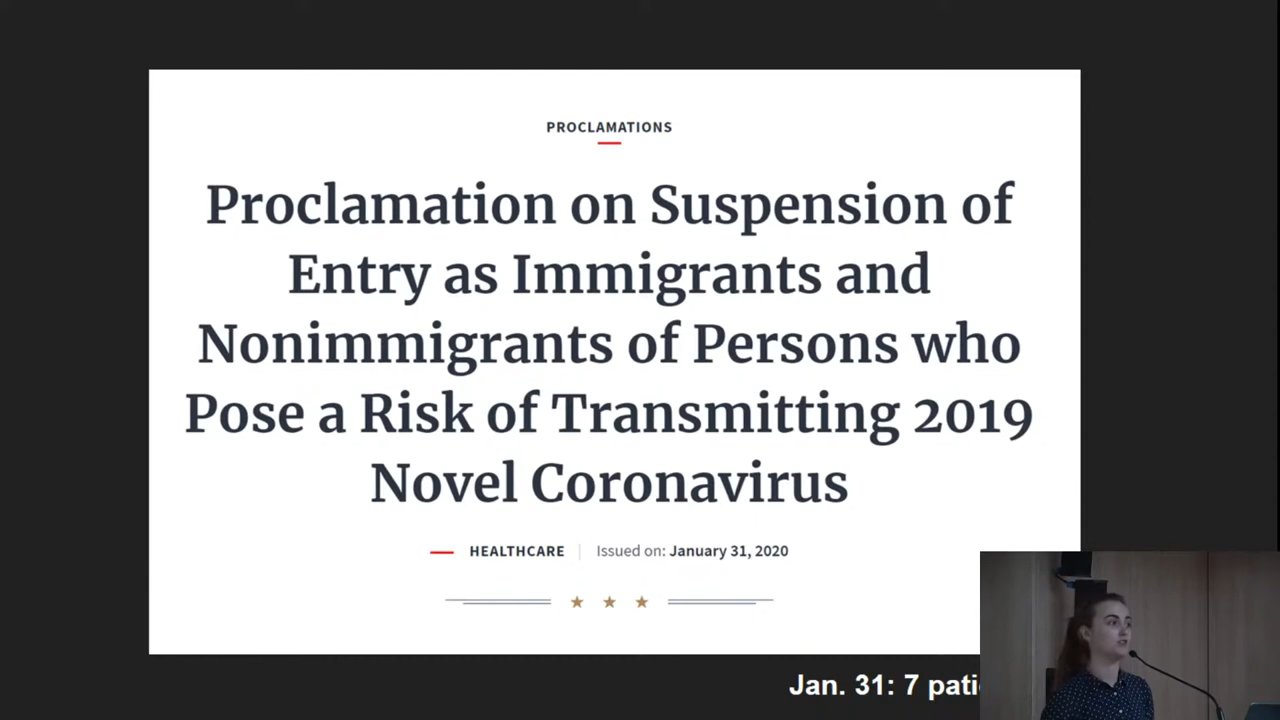 PROCLAMATIONS
Proclamation on Suspension of
Entry as Immigrants and
Nonimmigrants of Persons who
Pose a Risk of Transmitting 2019
Novel Coronavirus
HEALTHCARE Issued on: January 31, 2020
Jan. 31: 7